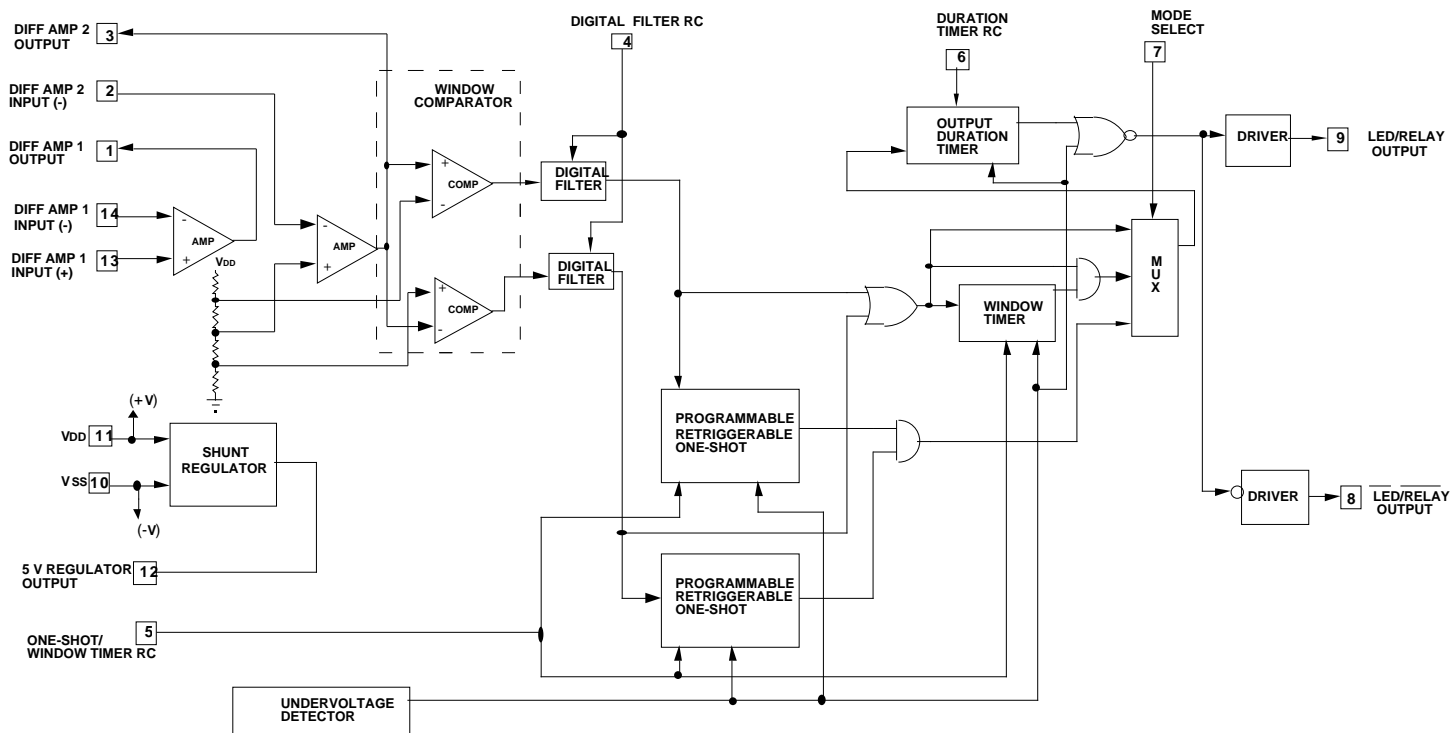 DIFF AMP 2
OUTPUT
3
DIFF AMP 2
INPUT (-)
2
DIFF AMP 1
OUTPUT
1
DIFF AMP 1
INPUT (-)
14
DIFF AMP 1
INPUT (+)
13
-
+
AMP
VDD
-
+
AMP
WINDOW
COMPARATOR
+
-
COMP
+
-
COMP
DIGITAL FILTER RC
4
DIGITAL
FILTER
DIGITAL
FILTER
DURATION
TIMER RC
6
MODE
SELECT
7
OUTPUT
DURATION
TIMER
DRIVER
9
LED/RELAY
OUTPUT
WINDOW
TIMER
M
U
X
PROGRAMMABLE
RETRIGGERABLE
ONE-SHOT
PROGRAMMABLE
RETRIGGERABLE
ONE-SHOT
DRIVER
8
LED/RELAY
OUTPUT
(+V)
VDD
11
VSS
10
(-V)
SHUNT
REGULATOR
5 V REGULATOR
OUTPUT
12
ONE-SHOT/
WINDOW TIMER RC
5
UNDERVOLTAGE
DETECTOR